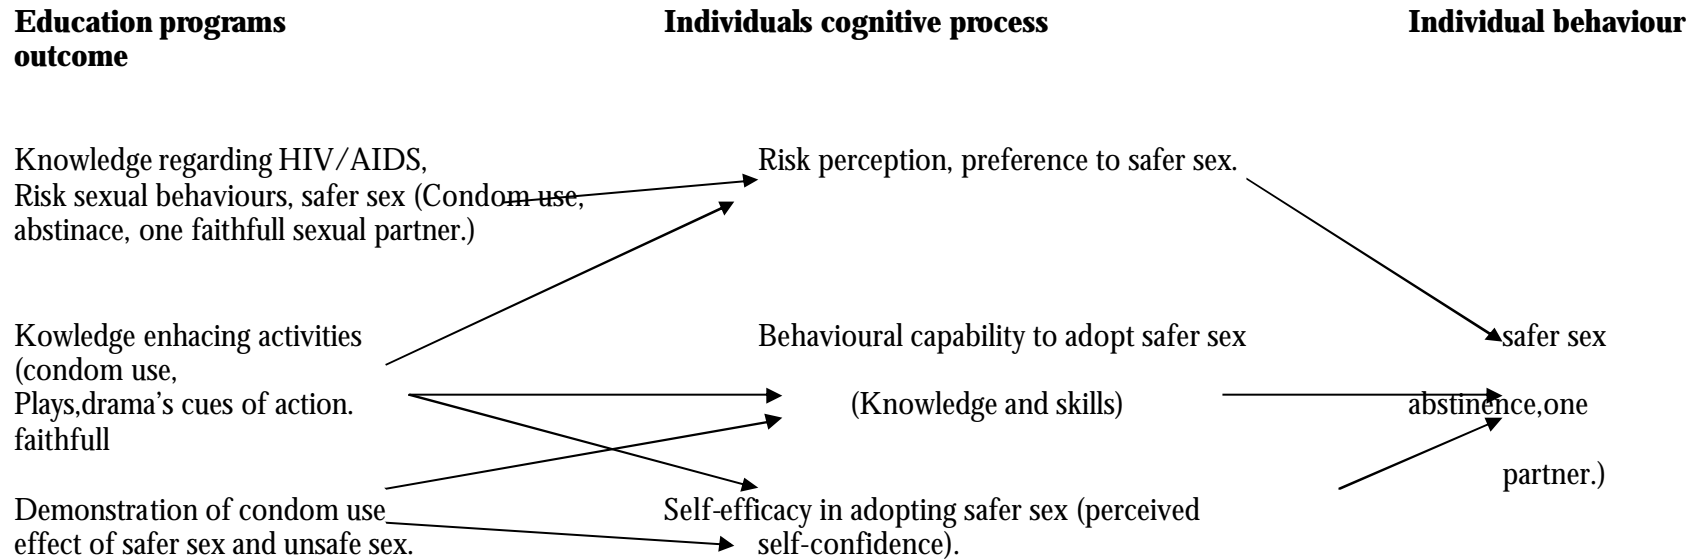 Education programs Individuals cognitive process Individual behaviour
outcome
Knowledge regarding HIV/AIDS, Risk perception, preference to safer sex.
Risk sexual behaviours, safer sex (Condom use,
abstinace, one faithfull sexual partner.)
Kowledge enhacing activities Behavioural capability to adopt safer sex safer sex
(condom use,
Plays,drama's cues of action. (Knowledge and skills) abstinence,one
faithfull
partner.)
Demonstration of condom use Self-efficacy in adopting safer sex (perceived
effect of safer sex and unsafe sex. self-confidence).